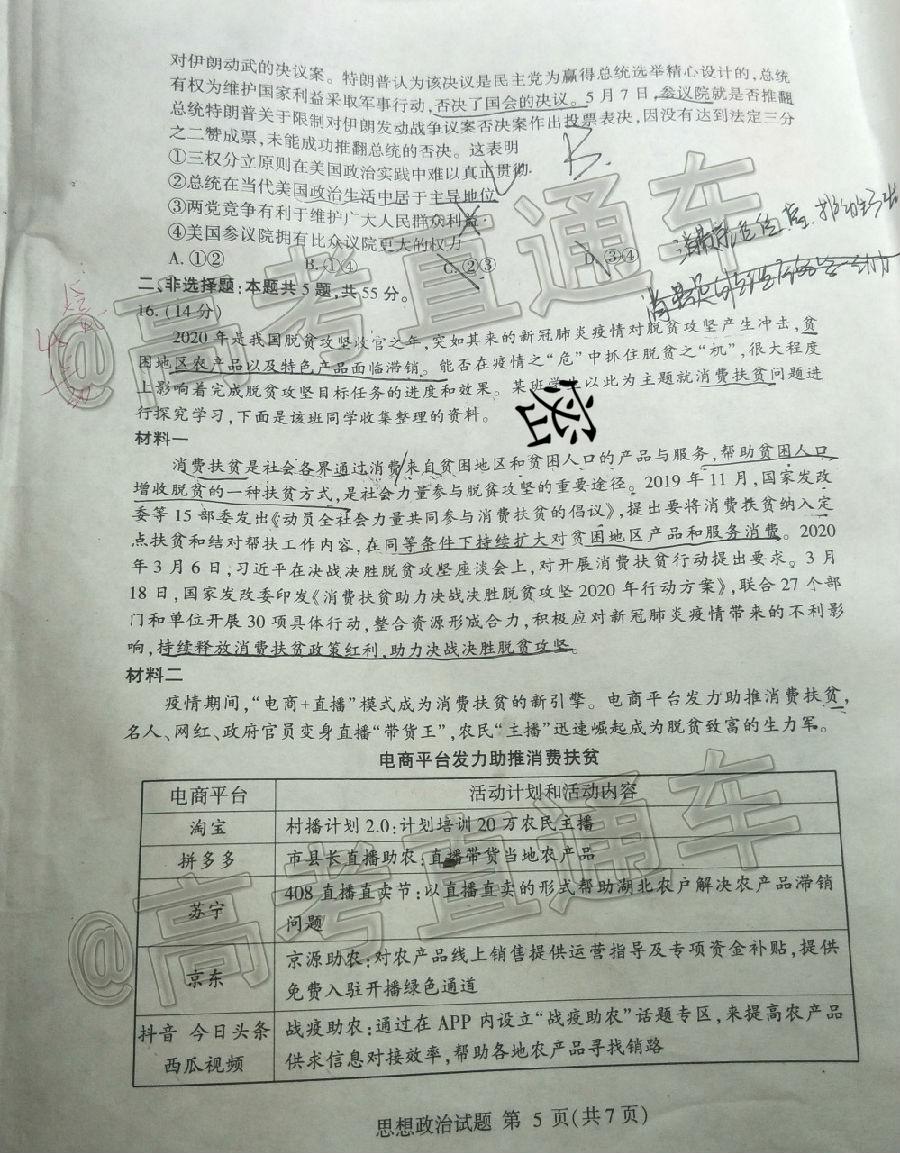 对伊朗动武的决议案。特朗普认为该决议是民主党为赢得总统选举精心设计的,总统
有权为维护国家利益采取军事行动,否决了国会的决议。5月7日,参议院就是否推翻
总统特朗普关于限制对伊朗发动战争议案否决案作出投票表决,因没有达到法定三分
之二赞成票,未能成功推翻总统的否决。这表明
①三权分立原则在美国政治实践中难以真正贯彻
②总统在当代美国政治生活中居于主导地位
③两党竞争有利于维护广大人民群众利益
④美国参议院拥有比众议院更大的权力
A.①② B.①④ C.②③ D.③④
B.
二、非选择题:本题共5题,共55分。
16.(14分)
2020年是我国脱贫攻坚收官之年,突如其来的新冠肺炎疫情对脱贫攻坚产生冲击,贫
困地区农产品以及特色产品面临滞销。能否在疫情之“危”中抓住脱贫之“机”,很大程度
上影响着完成脱贫攻坚目标任务的进度和效果。某班学 以此为主题就消费扶贫问题进
行探究学习,下面是该班同学收集整理的资料。
密
材料一
消费扶贫是社会各界通过消费来自贫困地区和贫困人口的产品与服务,帮助贫困人口
增收脱贫的一种扶贫方式,是社会力量参与脱贫攻坚的重要途径。2019年11月,国家发改
委等15部委发出《动员全社会力量共同参与消费扶贫的倡议》,提出要将消费扶贫纳入定
点扶贫和结对帮扶工作内容,在同等条件下持续扩大对贫困地区产品和服务消费。2020
年3月6日,习近平在决战决胜脱贫攻坚座谈会上,对开展消费扶贫行动提出要求。3月
18日,国家发改委印发《消费扶贫助力决战决胜脱贫攻坚2020年行动方案》,联合27个部
门和单位开展30项具体行动,整合资源形成合力,积极应对新冠肺炎疫情带来的不利影
响,持续释放消费扶贫政策红利,助力决战决胜脱贫攻坚。
材料二
疫情期间,“电商+直播”模式成为消费扶贫的新引擎。电商平台发力助推消费扶贫,
名人、网红、政府官员变身直播“带货王”,农民“主播”迅速崛起成为脱贫致富的生力军。
电商平台发力助推消费扶贫
电商平台 活动计划和活动内容
淘宝 村播计划2.0:计划培训20万农民主播
拼多多 市县长直播助农:直播带货当地农产品
苏宁 408直播直卖节:以直播直卖的形式帮助湖北农户解决农产品滞销
问题
京东 京源助农:对农产品线上销售提供运营指导及专项资金补贴,提供
免费入驻开播绿色通道
抖音 今日头条 战疫助农:通过在APP内设立“战疫助农”话题专区,来提高农产品
西瓜视频 供求信息对接效率,帮助各地农产品寻找销路
思想政治试题 第5页(共7页)
@高考直通车
@高考直通车